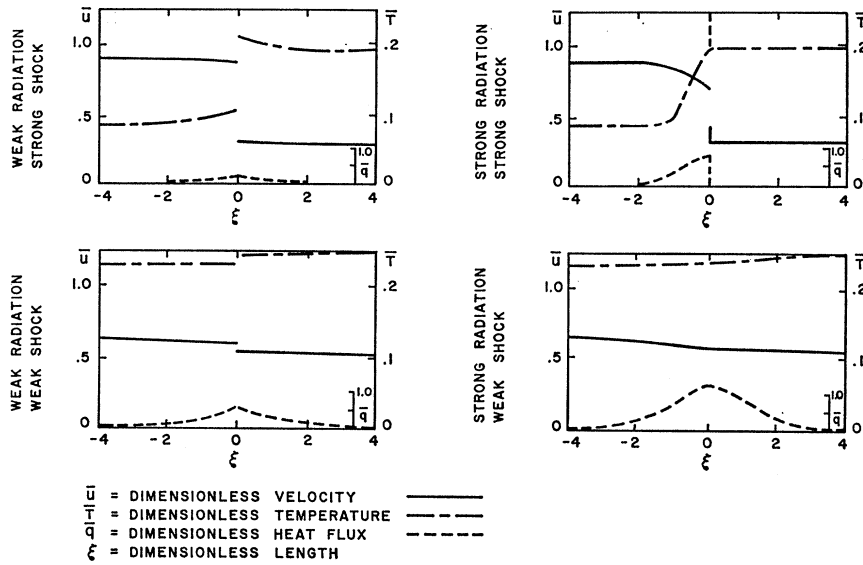 WEAK RADIATION
STRONG SHOCK
ū
1.0
.5
0
T̄
.2
.1
0
1.0
q̄
-4 -2 0 2 4
ξ
STRONG RADIATION
STRONG SHOCK
ū
1.0
.5
0
T̄
.2
.1
0
1.0
q̄
-4 -2 0 2 4
ξ
WEAK RADIATION
WEAK SHOCK
ū
1.0
.5
0
T̄
.2
.1
0
1.0
q̄
-4 -2 0 2 4
ξ
STRONG RADIATION
WEAK SHOCK
ū
1.0
.5
0
T̄
.2
.1
0
1.0
q̄
-4 -2 0 2 4
ξ
ū = DIMENSIONLESS VELOCITY
T̄ = DIMENSIONLESS TEMPERATURE
q̄ = DIMENSIONLESS HEAT FLUX
ξ = DIMENSIONLESS LENGTH